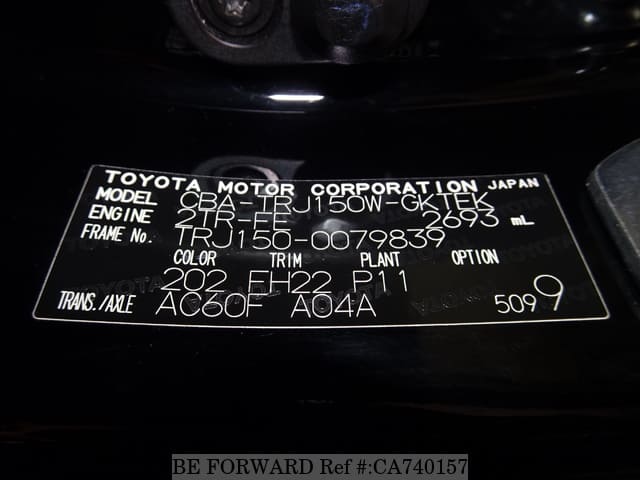 TOYOTA MOTOR CORPORATION JAPAN
MODEL CBA-TRJ150W-GKTEK
ENGINE 2TR-FE 2693 mL
FRAME NO. TRJ150-0079839
COLOR TRIM PLANT OPTION
202 FH22 P11
TRANS./AXLE AC60F A04A 5099
BE FORWARD Ref #:CA740157